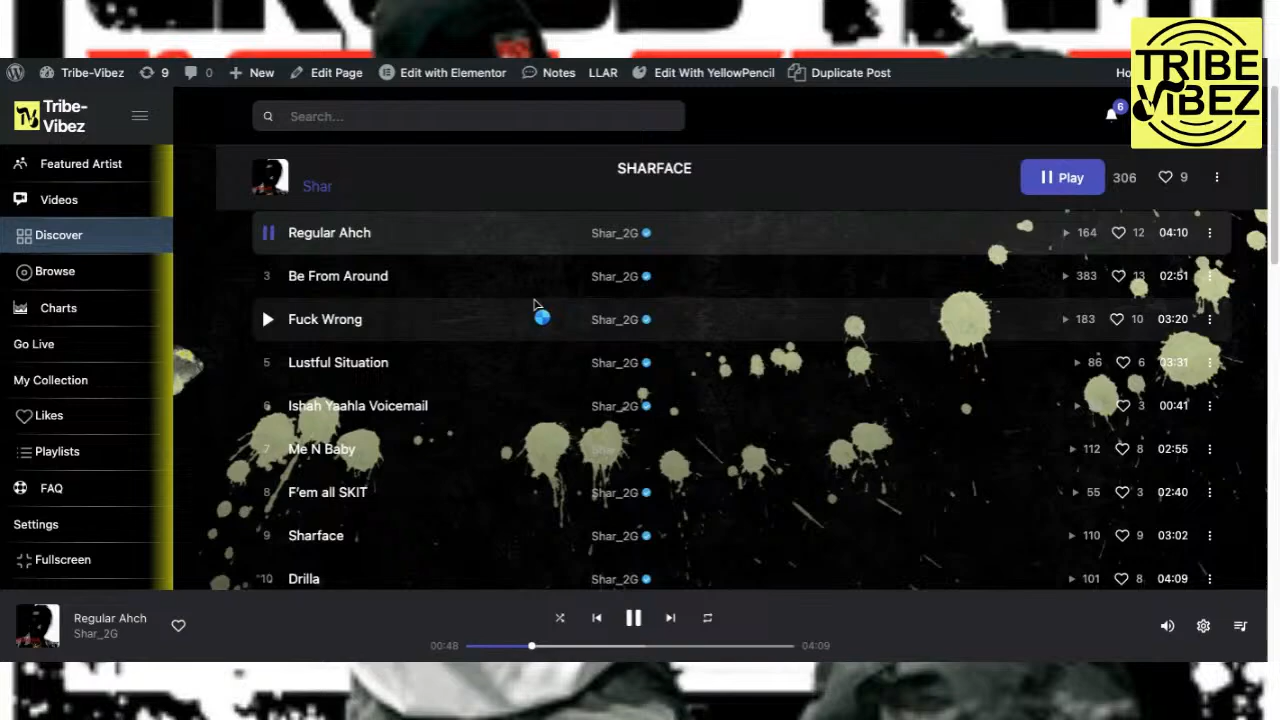 TRIBE
VIBEZ
Tribe-Vibez 9 0 New Edit Page Edit with Elementor Notes LLAR Edit With YellowPencil Duplicate Post
Tribe-
Vibez
Search...
6
Featured Artist
Videos
Discover
Browse
Charts
Go Live
My Collection
Likes
Playlists
FAQ
Settings
Fullscreen
SHARFACE
Shar
Play 306 9
Regular Ahch Shar_2G 164 12 04:10
3 Be From Around Shar_2G 383 13 02:51
Fuck Wrong Shar_2G 183 10 03:20
5 Lustful Situation Shar_2G 86 6 03:31
6 Ishah Yaahla Voicemail Shar_2G 3 00:41
7 Me N Baby 112 8 02:55
8 F'em all SKIT Shar_2G 55 3 02:40
9 Sharface Shar_2G 110 9 03:02
10 Drilla Shar_2G 101 8 04:09
Regular Ahch
Shar_2G
00:48 04:09